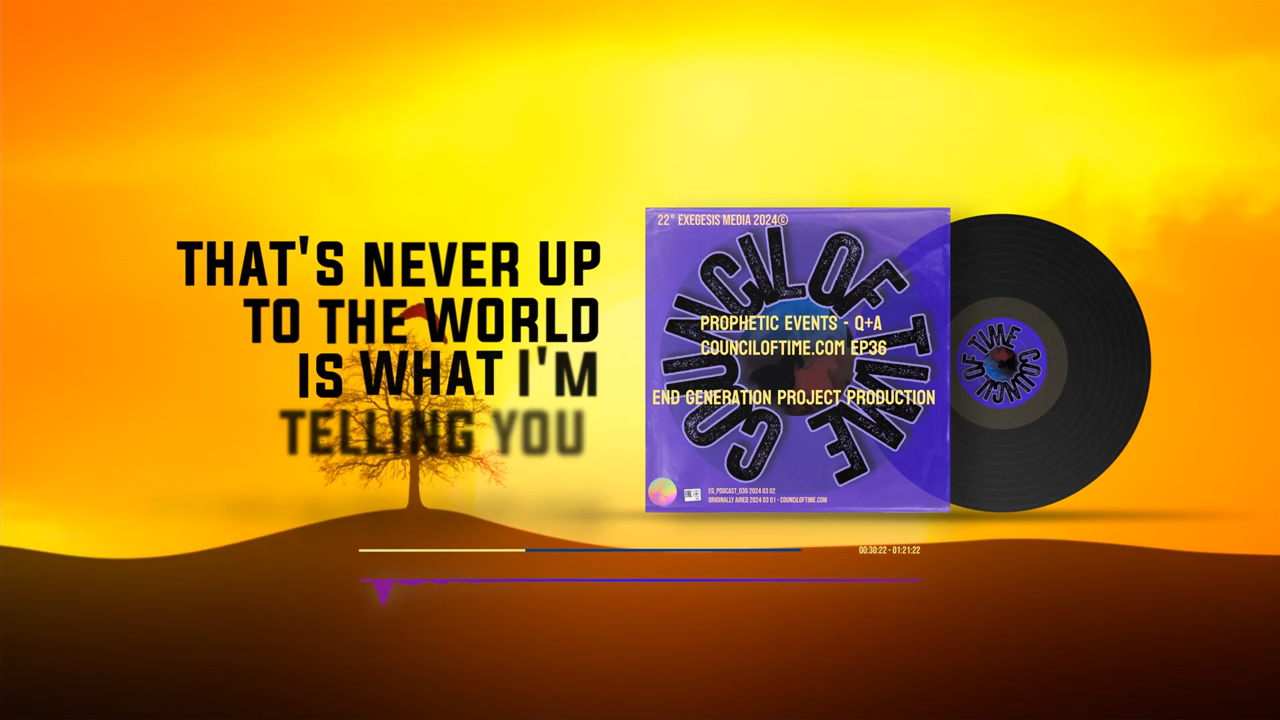 THAT'S NEVER UP
TO THE WORLD
IS WHAT I'M
TELLING YOU
22° EXEGESIS MEDIA 2024©
COUNCIL OF TIME
PROPHETIC EVENTS - Q+A
COUNCILOFTIME.COM EP36
END GENERATION PROJECT PRODUCTION
EG_PODCAST_036 2024 03 02
ORIGINALLY AIRED 2024 03 01 - COUNCILOFTIME.COM
COUNCIL OF TIME
00:30:22 - 01:21:22